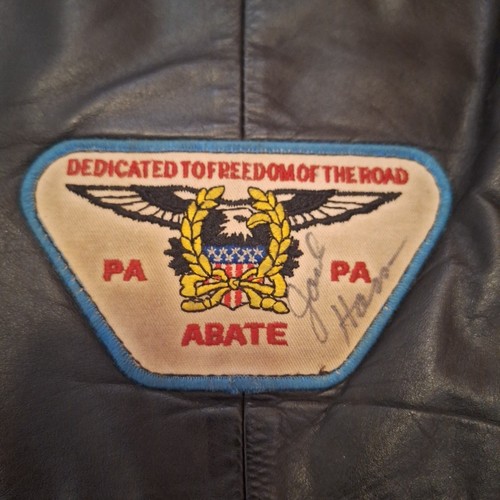 DEDICATED TO FREEDOM OF THE ROAD
PA PA
ABATE